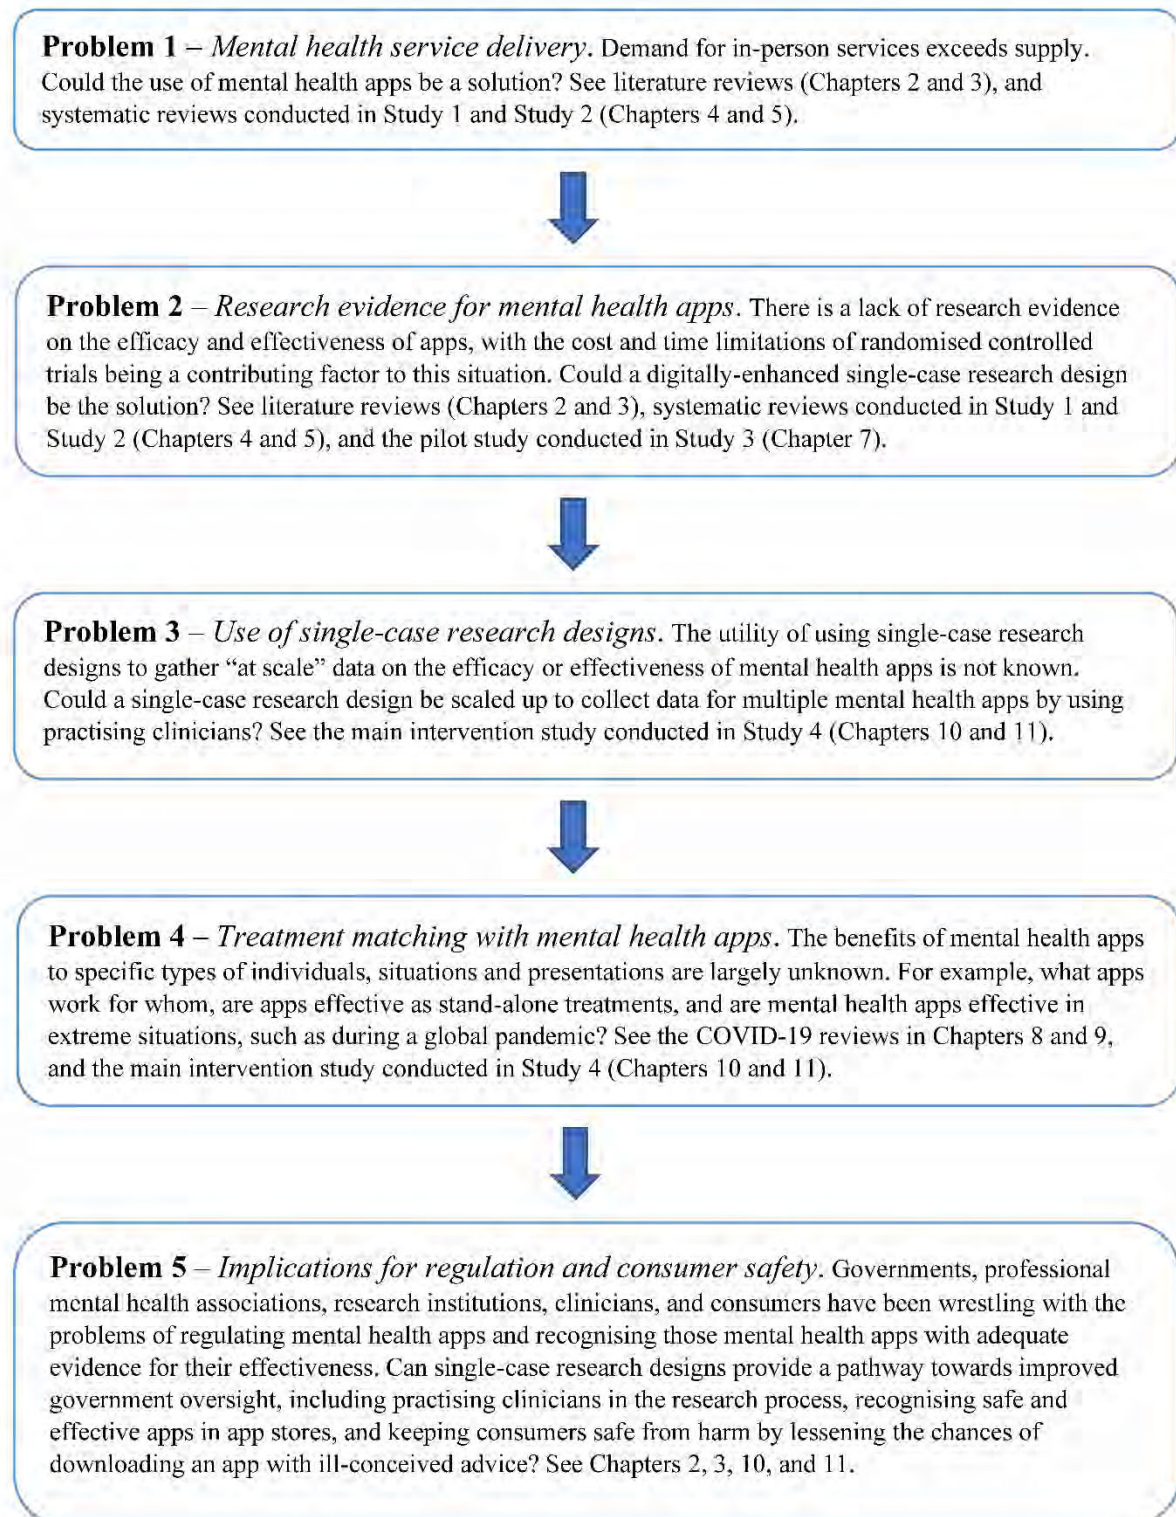 Problem 1 – Mental health service delivery. Demand for in-person services exceeds supply.
Could the use of mental health apps be a solution? See literature reviews (Chapters 2 and 3), and
systematic reviews conducted in Study 1 and Study 2 (Chapters 4 and 5).
Problem 2 – Research evidence for mental health apps. There is a lack of research evidence
on the efficacy and effectiveness of apps, with the cost and time limitations of randomised controlled
trials being a contributing factor to this situation. Could a digitally-enhanced single-case research design
be the solution? See literature reviews (Chapters 2 and 3), systematic reviews conducted in Study 1 and
Study 2 (Chapters 4 and 5), and the pilot study conducted in Study 3 (Chapter 7).
Problem 3 – Use of single-case research designs. The utility of using single-case research
designs to gather “at scale” data on the efficacy or effectiveness of mental health apps is not known.
Could a single-case research design be scaled up to collect data for multiple mental health apps by using
practising clinicians? See the main intervention study conducted in Study 4 (Chapters 10 and 11).
Problem 4 – Treatment matching with mental health apps. The benefits of mental health apps
to specific types of individuals, situations and presentations are largely unknown. For example, what apps
work for whom, are apps effective as stand-alone treatments, and are mental health apps effective in
extreme situations, such as during a global pandemic? See the COVID-19 reviews in Chapters 8 and 9,
and the main intervention study conducted in Study 4 (Chapters 10 and 11).
Problem 5 – Implications for regulation and consumer safety. Governments, professional
mental health associations, research institutions, clinicians, and consumers have been wrestling with the
problems of regulating mental health apps and recognising those mental health apps with adequate
evidence for their effectiveness. Can single-case research designs provide a pathway towards improved
government oversight, including practising clinicians in the research process, recognising safe and
effective apps in app stores, and keeping consumers safe from harm by lessening the chances of
downloading an app with ill-conceived advice? See Chapters 2, 3, 10, and 11.